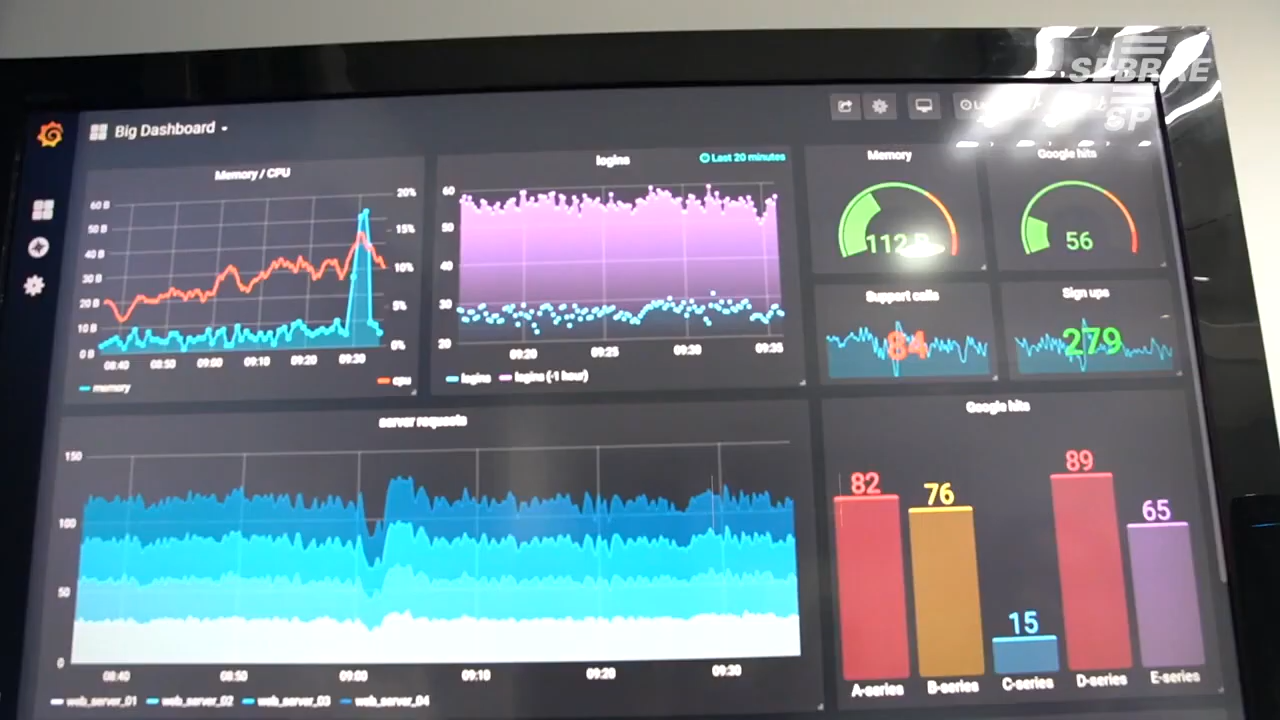 SEBRAE
SP
Big Dashboard
Memory / CPU
60 B
50 B
40 B
30 B
20 B
10 B
0 B
20%
15%
10%
5%
0%
08:40 08:50 09:00 09:10 09:20 09:30
memory
cpu
logins
Last 20 minutes
60
50
40
30
20
09:20 09:25 09:30 09:35
logins logins (-1 hour)
Memory
112
Google hits
56
Support calls
84
Sign ups
279
server requests
150
100
50
0
08:40 08:50 09:00 09:10 09:20 09:30
web_server_01 web_server_02 web_server_03 web_server_04
Google hits
82
76
15
89
65
A-series B-series C-series D-series E-series